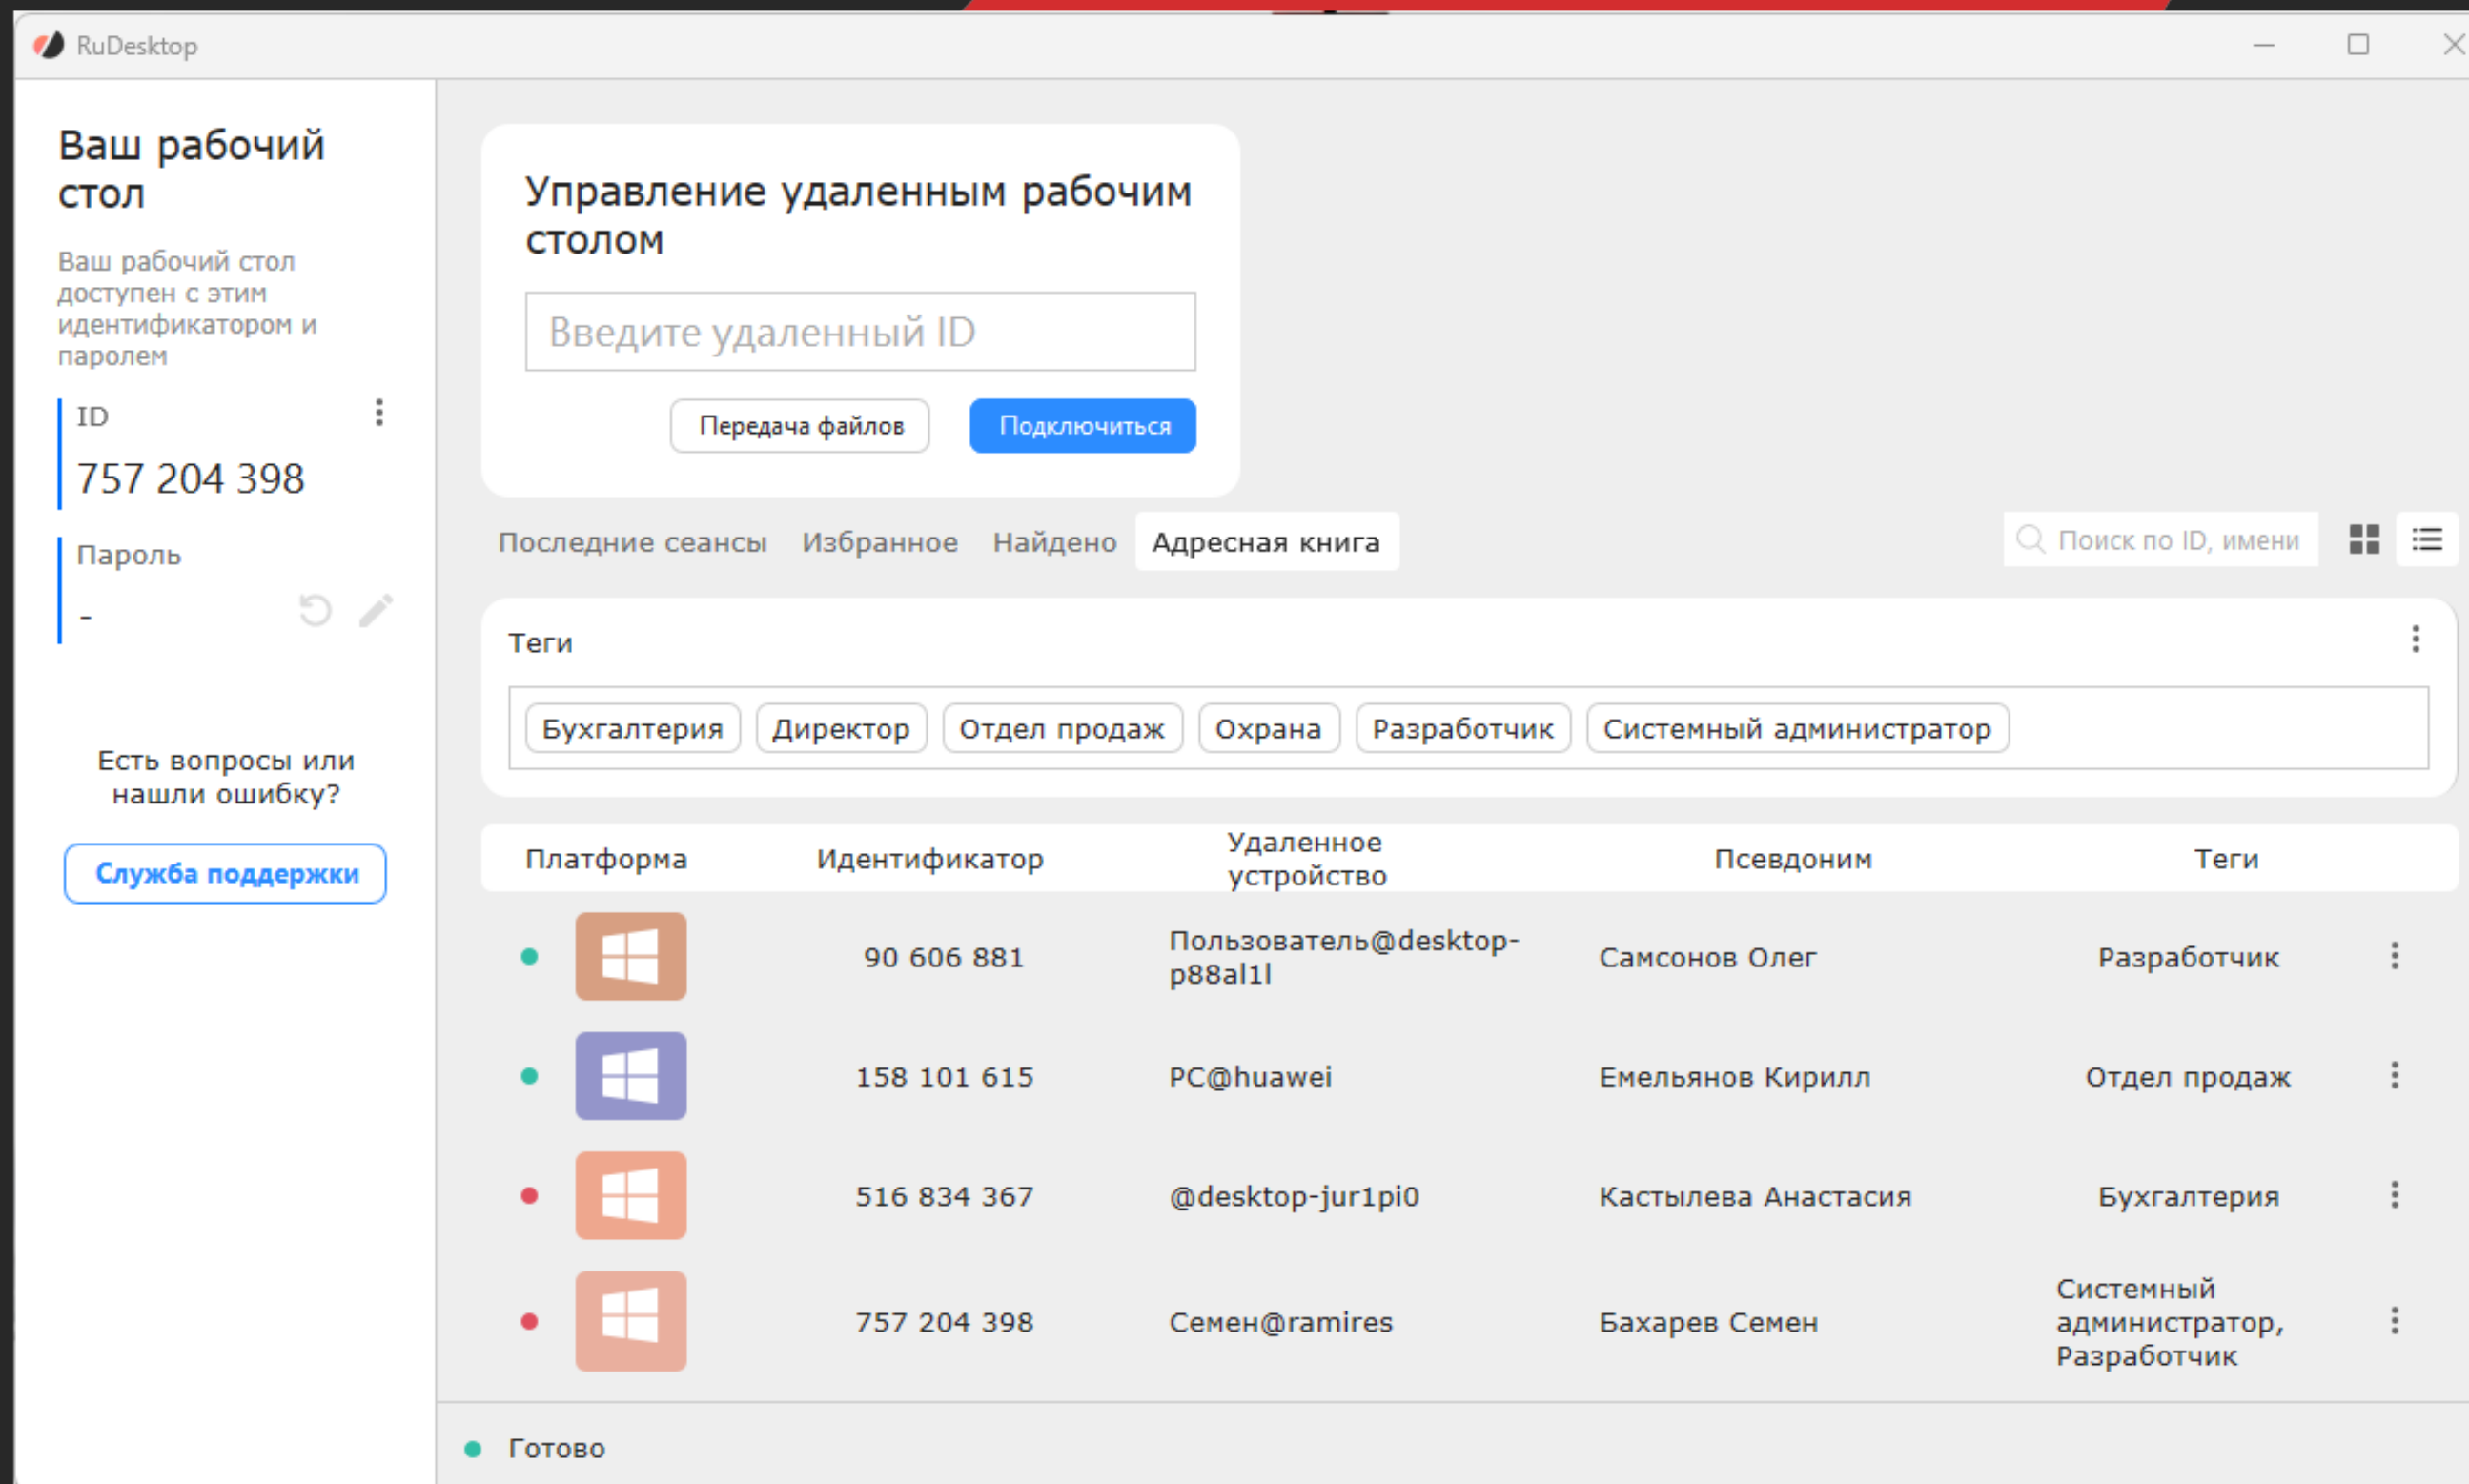 RuDesktop
Ваш рабочий
стол
Ваш рабочий стол
доступен с этим
идентификатором и
паролем
ID
757 204 398
Пароль
-
Есть вопросы или
нашли ошибку?
Служба поддержки
Управление удаленным рабочим
столом
Введите удаленный ID
Передача файлов Подключиться
Последние сеансы Избранное Найдено Адресная книга Поиск по ID, имени
Теги
Бухгалтерия Директор Отдел продаж Охрана Разработчик Системный администратор
Платформа Идентификатор Удаленное устройство Псевдоним Теги
90 606 881 Пользователь@desktop-p88al1l Самсонов Олег Разработчик
158 101 615 PC@huawei Емельянов Кирилл Отдел продаж
516 834 367 @desktop-jur1pi0 Кастылева Анастасия Бухгалтерия
757 204 398 Семен@ramires Бахарев Семен Системный администратор, Разработчик
Готово